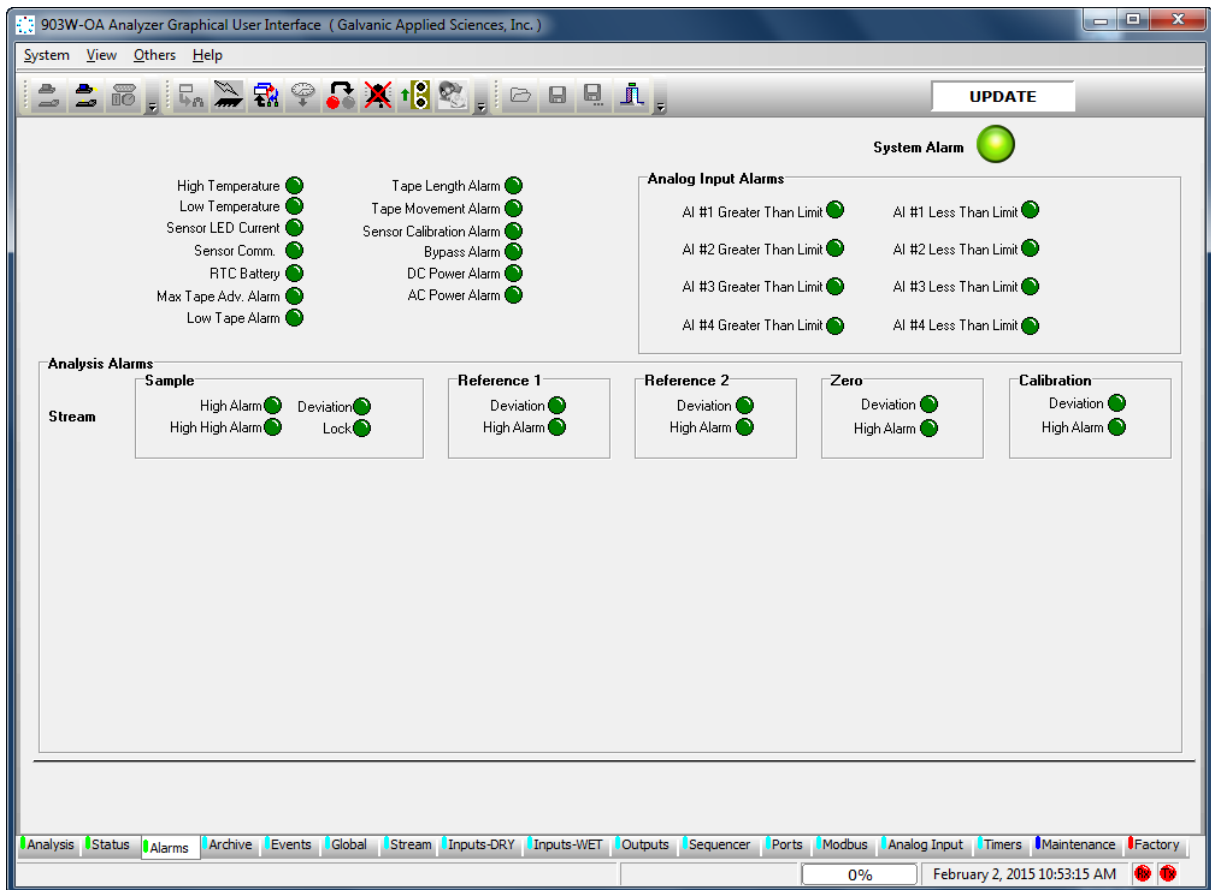 903W-OA Analyzer Graphical User Interface ( Galvanic Applied Sciences, Inc. )
System View Others Help
UPDATE
System Alarm
High Temperature
Low Temperature
Sensor LED Current
Sensor Comm.
RTC Battery
Max Tape Adv. Alarm
Low Tape Alarm
Tape Length Alarm
Tape Movement Alarm
Sensor Calibration Alarm
Bypass Alarm
DC Power Alarm
AC Power Alarm
Analog Input Alarms
AI #1 Greater Than Limit AI #1 Less Than Limit
AI #2 Greater Than Limit AI #2 Less Than Limit
AI #3 Greater Than Limit AI #3 Less Than Limit
AI #4 Greater Than Limit AI #4 Less Than Limit
Analysis Alarms
Stream
Sample
High Alarm Deviation
High High Alarm Lock
Reference 1
Deviation
High Alarm
Reference 2
Deviation
High Alarm
Zero
Deviation
High Alarm
Calibration
Deviation
High Alarm
Analysis Status Alarms Archive Events Global Stream Inputs-DRY Inputs-WET Outputs Sequencer Ports Modbus Analog Input Timers Maintenance Factory
0% February 2, 2015 10:53:15 AM Rx Tx